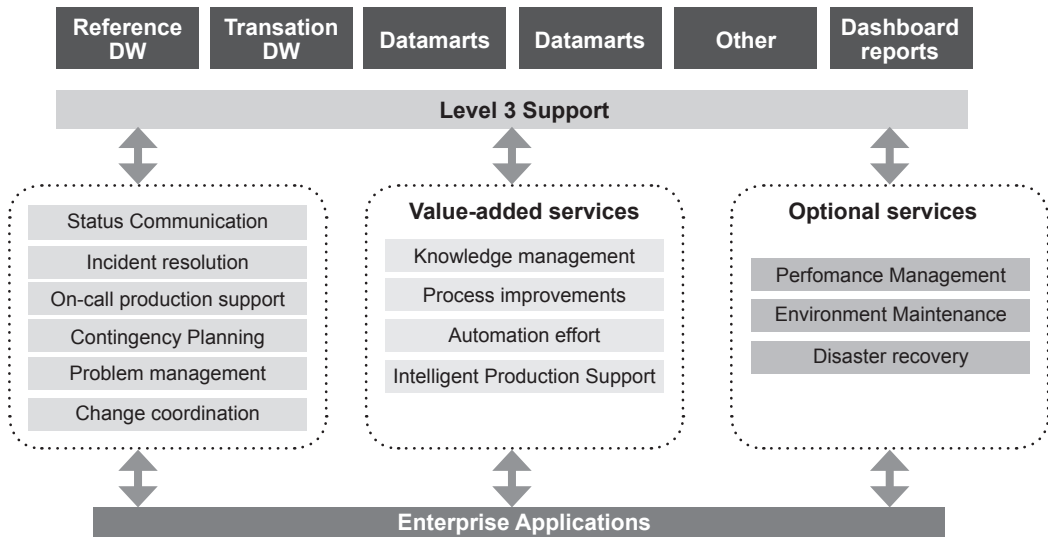 Reference
DW
Transation
DW
Datamarts
Datamarts
Other
Dashboard
reports
Level 3 Support
Status Communication
Incident resolution
On-call production support
Contingency Planning
Problem management
Change coordination
Value-added services
Knowledge management
Process improvements
Automation effort
Intelligent Production Support
Optional services
Perfomance Management
Environment Maintenance
Disaster recovery
Enterprise Applications